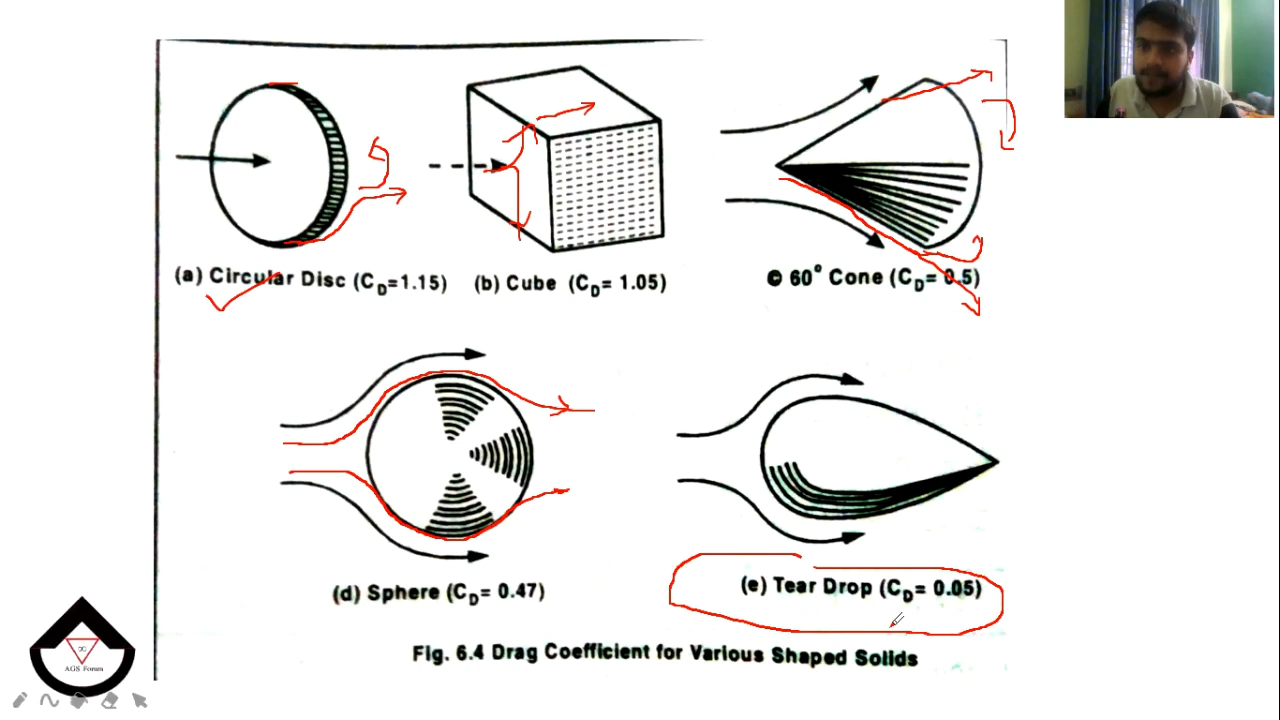 (a) Circular Disc (CD=1.15)
(b) Cube (CD= 1.05)
© 60° Cone (CD= 0.5)
(d) Sphere (CD= 0.47)
(e) Tear Drop (CD= 0.05)
Fig. 6.4 Drag Coefficient for Various Shaped Solids
∞
AGS Forum